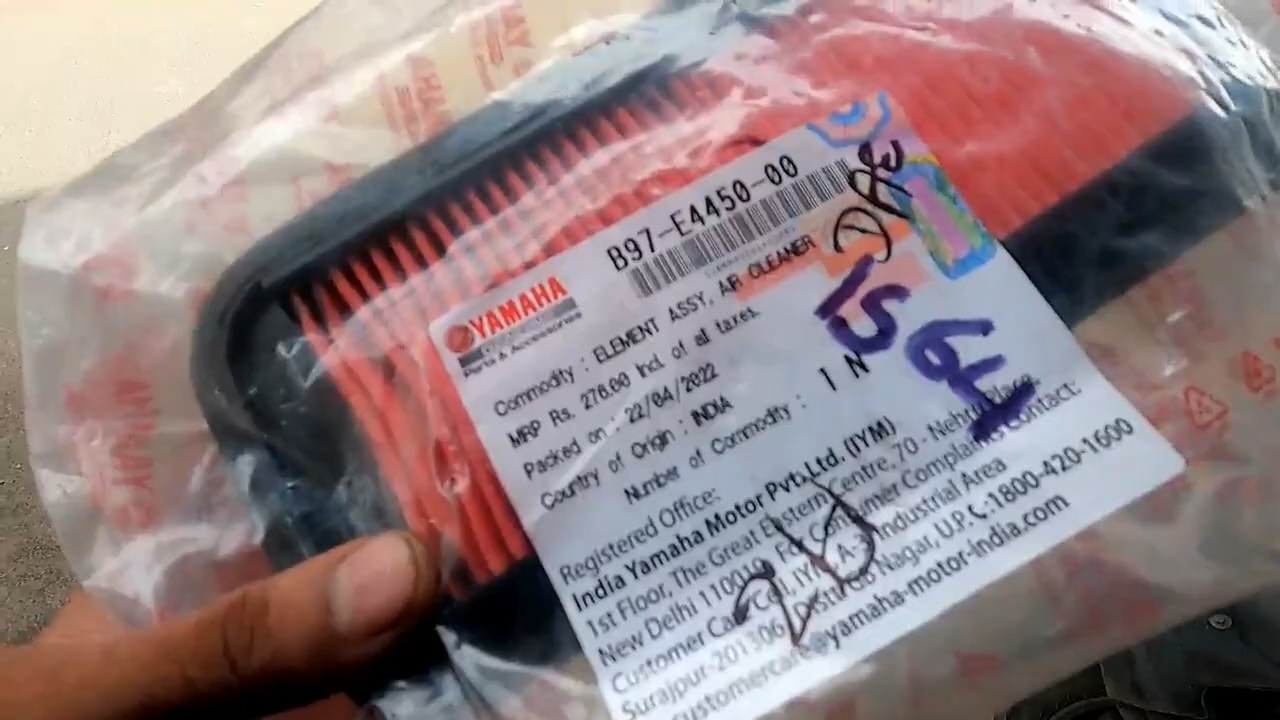 B97-E4450-00
YAMAHA
Parts & Accessories
Commodity : ELEMENT ASSY, AIR CLEANER
MRP Rs. 276.00 Incl. of all taxes.
Packed on : 22/04/2022
Country of Origin : INDIA
Number of Commodity : 1 N
Registered Office:
India Yamaha Motor Pvt. Ltd. (IYM)
1st Floor, The Great Eastern Centre, 70 - Nehru Place,
New Delhi 110019. For Consumer Complaints Contact:
Customer Care IYM, A-3, Industrial Area
Surajpur-201306, Nagar, U.P.
:1800-420-1600
customercare@yamaha-motor-india.com